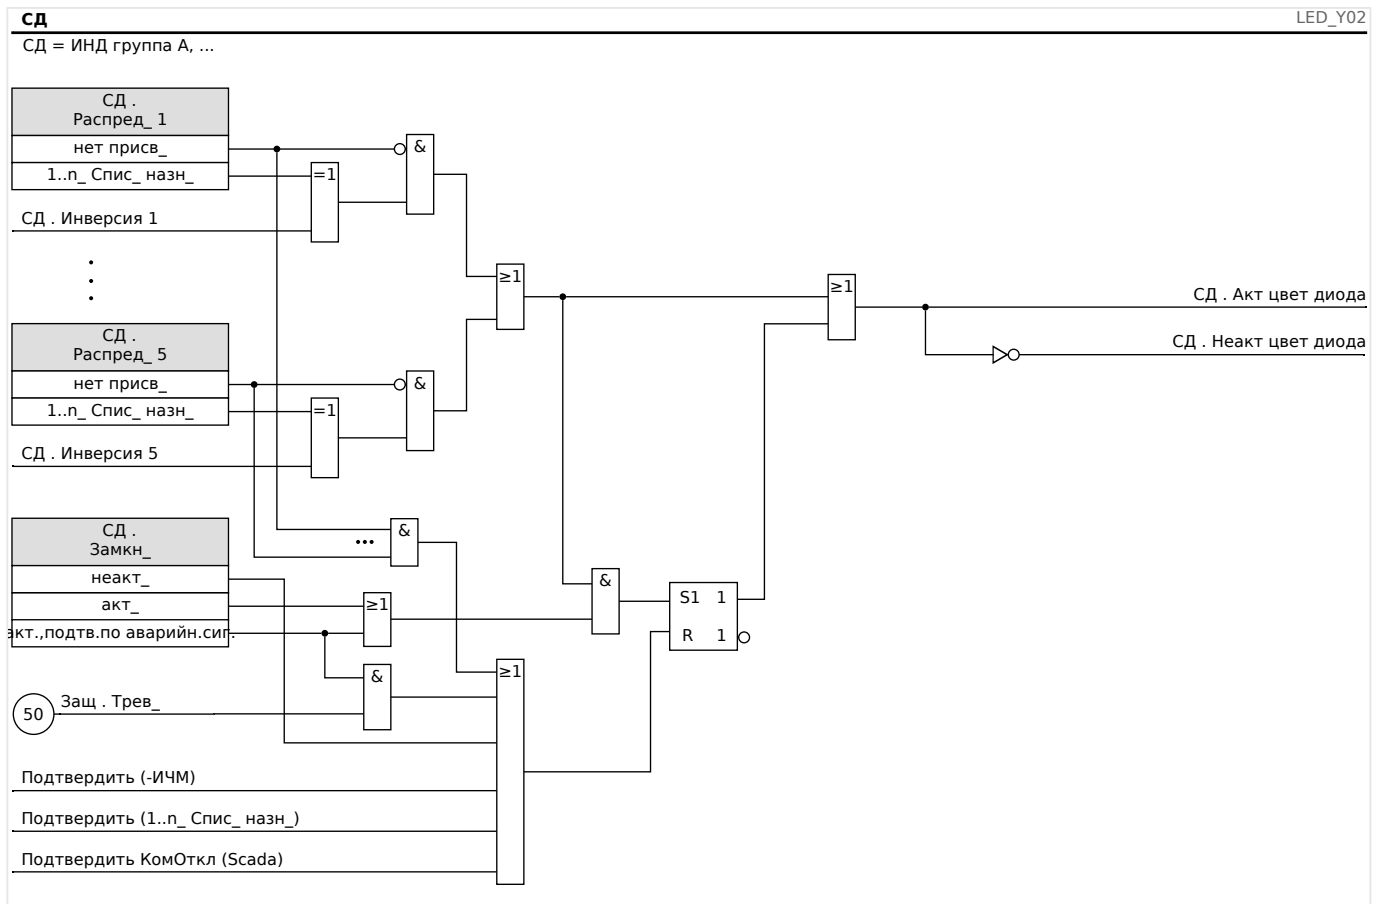 СД
LED_Y02
СД = ИНД группа A, ...
СД .
Распред_ 1
нет присв_
1..n_ Спис_ назн_
СД . Инверсия 1
&
=1
≥1
≥1
СД . Акт цвет диода
СД . Неакт цвет диода
СД .
Распред_ 5
нет присв_
1..n_ Спис_ назн_
СД . Инверсия 5
&
=1
СД .
Замкн_
неакт_
акт_
акт.,подтв.по аварийн.сиг.
&
...
≥1
&
S1 1
R 1
&
≥1
50
Защ . Трев_
Подтвердить (-ИЧМ)
Подтвердить (1..n_ Спис_ назн_)
Подтвердить КомОткл (Scada)